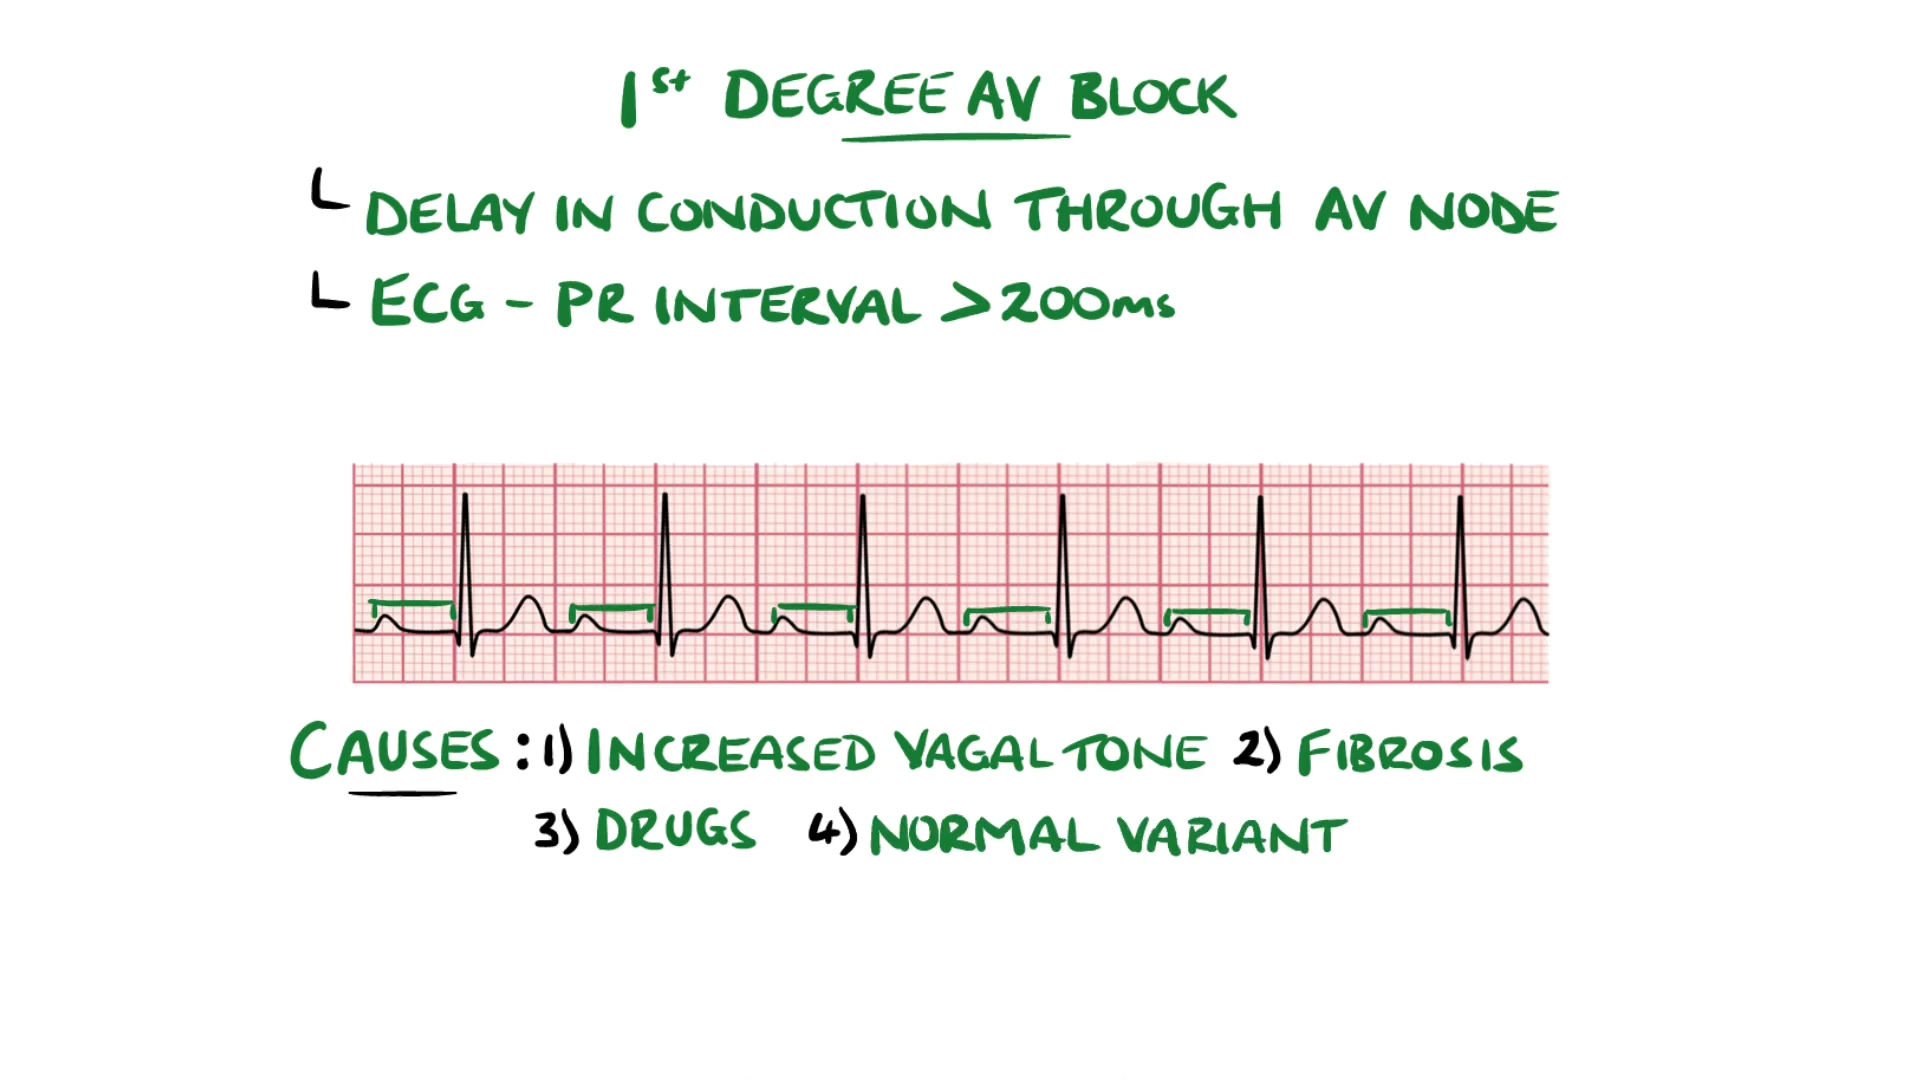 1st DEGREE AV BLOCK
DELAY IN CONDUCTION THROUGH AV NODE
ECG - PR INTERVAL >200ms
CAUSES: 1) INCREASED VAGAL TONE 2) FIBROSIS
3) DRUGS 4) NORMAL VARIANT